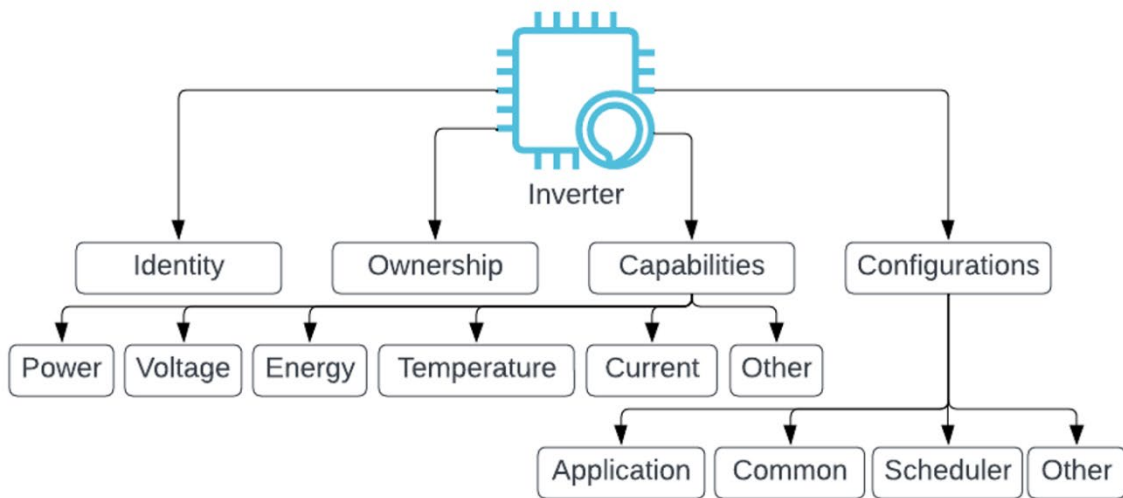 Inverter
Identity
Ownership
Capabilities
Configurations
Power
Voltage
Energy
Temperature
Current
Other
Application
Common
Scheduler
Other